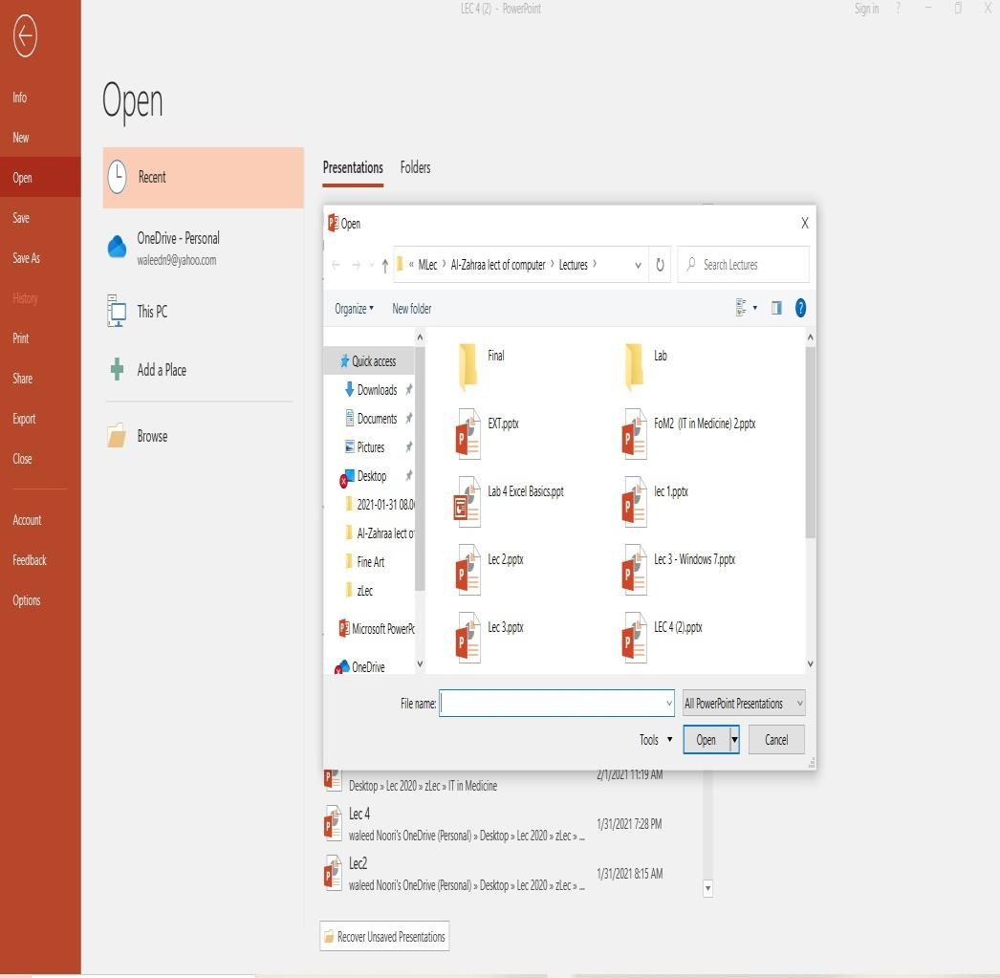 LEC 4 (2) - PowerPoint
Sign in ?
Info
New
Open
Save
Save As
History
Print
Share
Export
Close
Account
Feedback
Options
Open
Recent
OneDrive - Personal
waleedn9@yahoo.com
This PC
Add a Place
Browse
Presentations Folders
Open
« MLec > Al-Zahraa lect of computer > Lectures >
Search Lectures
Organize New folder
Quick access
Downloads
Documents
Pictures
Desktop
2021-01-31 08.0
Al-Zahraa lect of
Fine Art
zLec
Microsoft PowerPo
OneDrive
Final
Lab
EXT.pptx
FoM2 (IT in Medicine) 2.pptx
Lab 4 Excel Basics.ppt
lec 1.pptx
Lec 2.pptx
Lec 3 - Windows 7.pptx
Lec 3.pptx
LEC 4 (2).pptx
File name:
All PowerPoint Presentations
Tools Open Cancel
2/1/2021 11:19 AM
Desktop » Lec 2020 » zLec » IT in Medicine
Lec 4
waleed Noori's OneDrive (Personal) » Desktop » Lec 2020 » zLec » ...
1/31/2021 7:28 PM
Lec2
waleed Noori's OneDrive (Personal) » Desktop » Lec 2020 » zLec » ...
1/31/2021 8:15 AM
Recover Unsaved Presentations